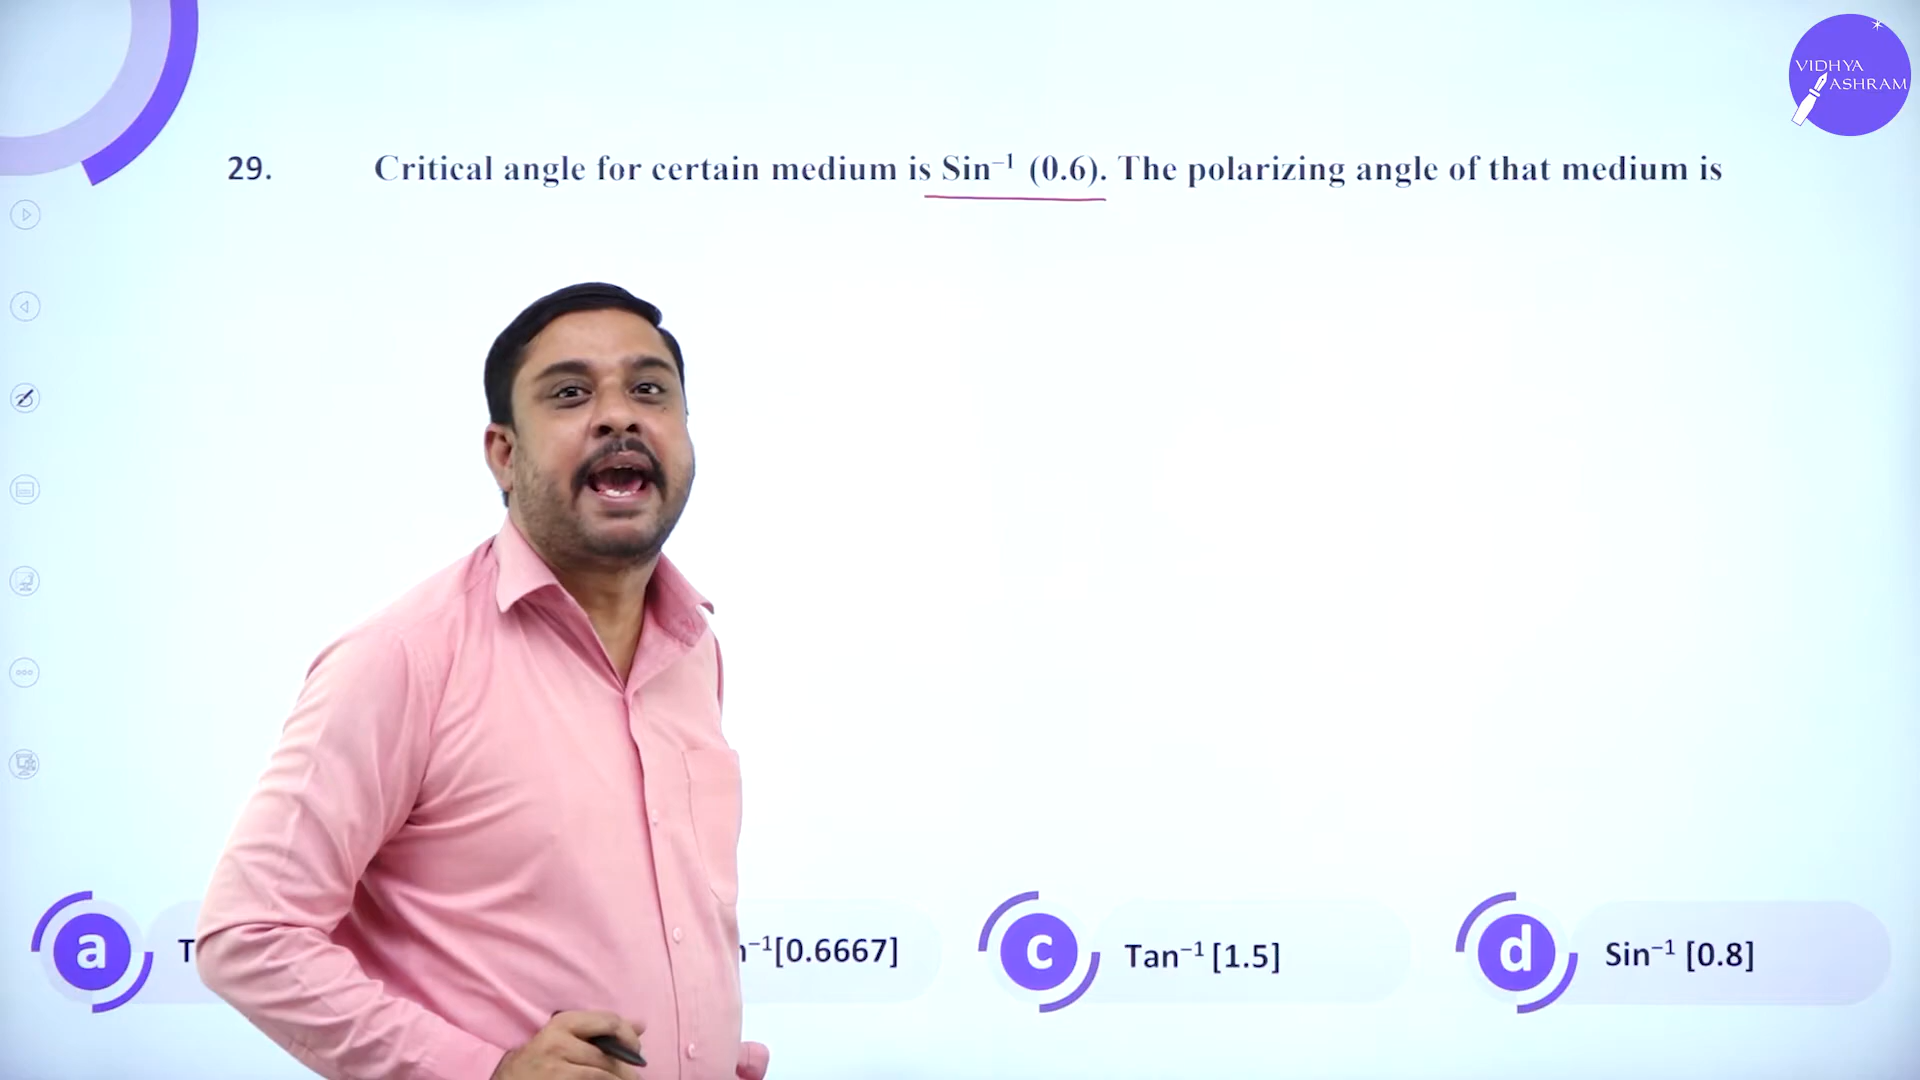 VIDHYA
ASHRAM
29. Critical angle for certain medium is Sin⁻¹ (0.6). The polarizing angle of that medium is
a
⁻¹[0.6667]
c Tan⁻¹ [1.5]
d Sin⁻¹ [0.8]